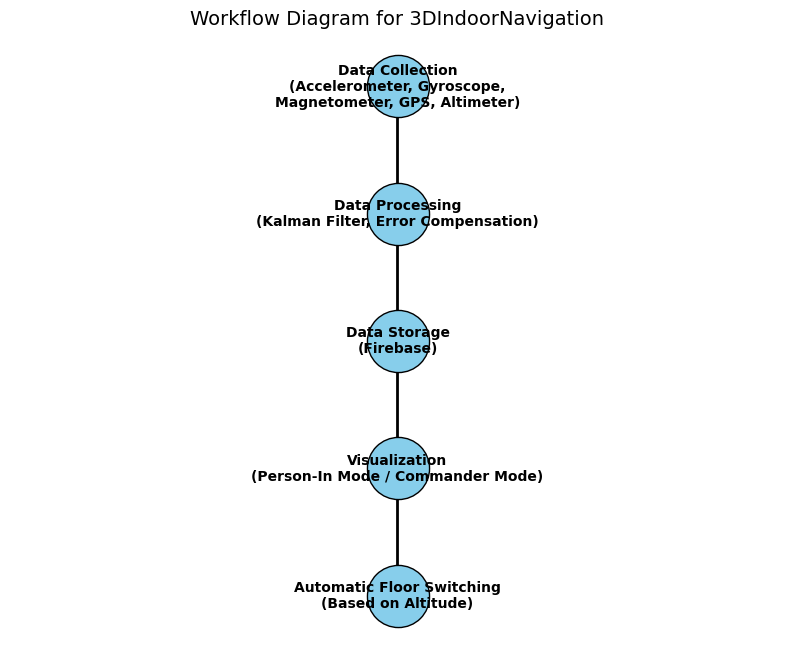 Workflow Diagram for 3DIndoorNavigation
Data Collection
(Accelerometer, Gyroscope,
Magnetometer, GPS, Altimeter)
Data Processing
(Kalman Filter, Error Compensation)
Data Storage
(Firebase)
Visualization
(Person-In Mode / Commander Mode)
Automatic Floor Switching
(Based on Altitude)